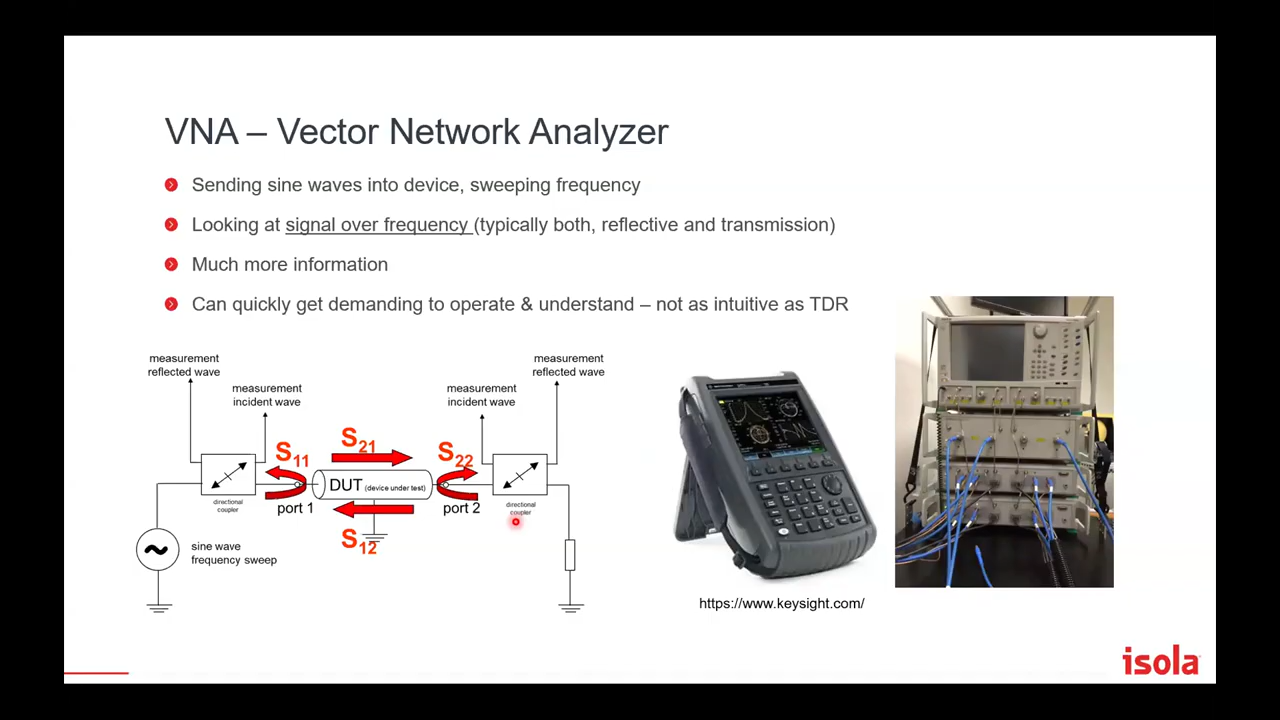 VNA – Vector Network Analyzer
Sending sine waves into device, sweeping frequency
Looking at signal over frequency (typically both, reflective and transmission)
Much more information
Can quickly get demanding to operate & understand – not as intuitive as TDR
measurement
reflected wave
measurement
incident wave
measurement
incident wave
measurement
reflected wave
S21
S11
S22
DUT (device under test)
directional
coupler
port 1
port 2
directional
coupler
S12
sine wave
frequency sweep
https://www.keysight.com/
isola